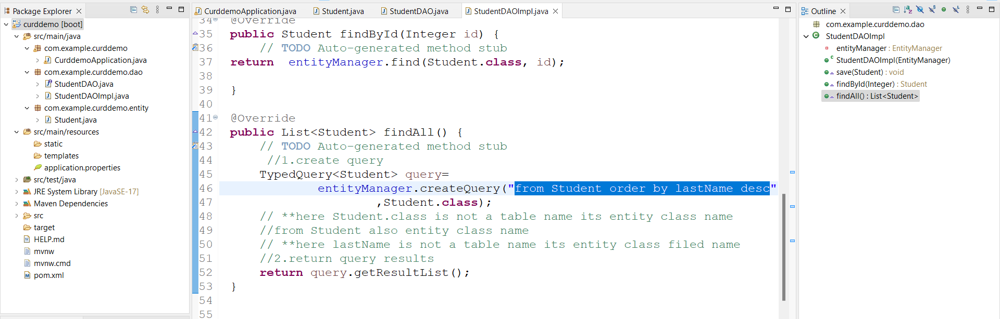 Package Explorer
curddemo [boot]
src/main/java
com.example.curddemo
CurddemoApplication.java
com.example.curddemo.dao
StudentDAO.java
StudentDAOImpl.java
com.example.curddemo.entity
Student.java
src/main/resources
static
templates
application.properties
src/test/java
JRE System Library [JavaSE-17]
Maven Dependencies
src
target
HELP.md
mvnw
mvnw.cmd
pom.xml
CurddemoApplication.java Student.java StudentDAO.java StudentDAOImpl.java
34 @Override
35 public Student findById(Integer id) {
36 // TODO Auto-generated method stub
37 return  entityManager.find(Student.class, id);
38
39 }
40
41 @Override
42 public List<Student> findAll() {
43 // TODO Auto-generated method stub
44 //1.create query
45 TypedQuery<Student> query=
46 entityManager.createQuery("from Student order by lastName desc"
47 ,Student.class);
48 // **here Student.class is not a table name its entity class name
49 //from Student also entity class name
50 // **here lastName is not a table name its entity class filed name
51 //2.return query results
52 return query.getResultList();
53 }
54
55
Outline
com.example.curddemo.dao
StudentDAOImpl
entityManager : EntityManager
StudentDAOImpl(EntityManager)
save(Student) : void
findById(Integer) : Student
findAll() : List<Student>